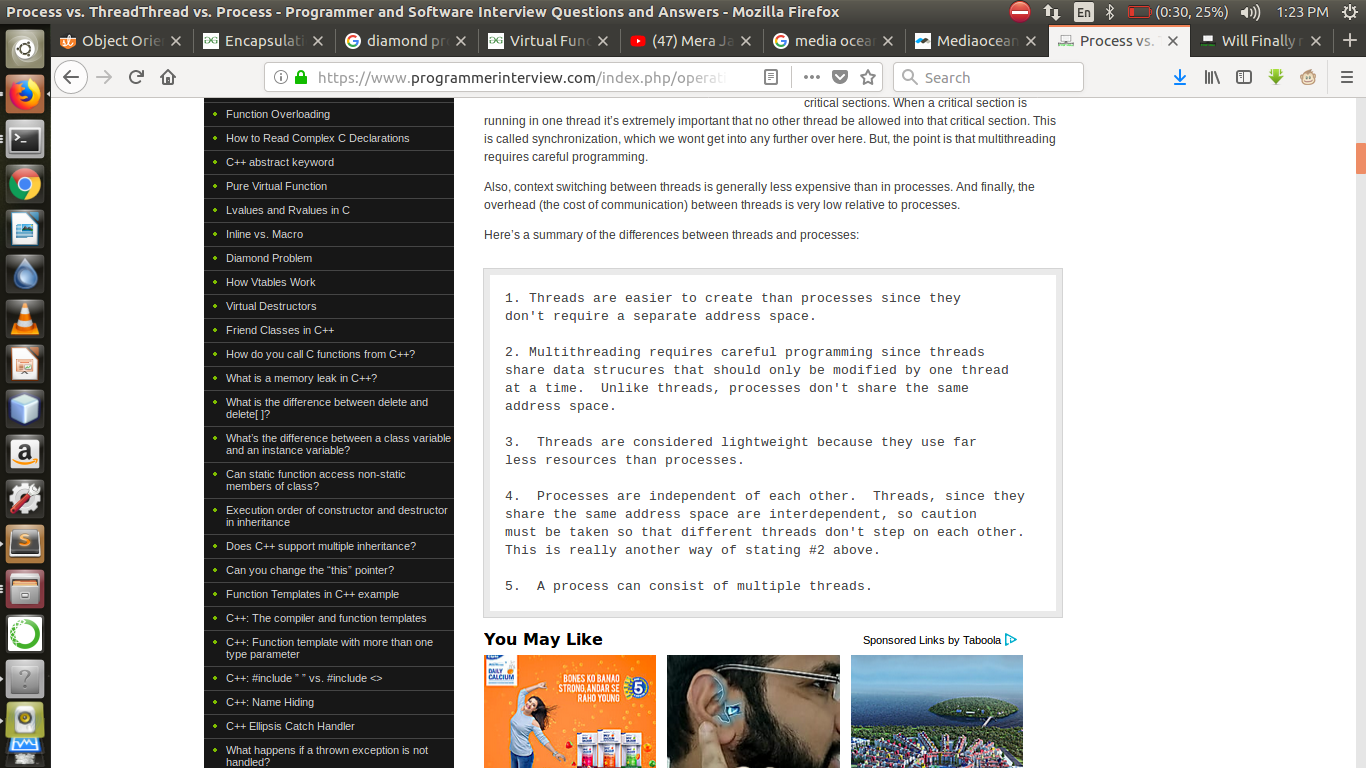 Process vs. ThreadThread vs. Process - Programmer and Software Interview Questions and Answers - Mozilla Firefox
En
(0:30, 25%)
1:23 PM
Object Orie
Encapsulati
diamond pr
Virtual Fun
(47) Mera Ja
media ocea
Mediaocean
Process vs.
Will Finally r
https://www.programmerinterview.com/index.php/operati
Search
Function Overloading
How to Read Complex C Declarations
C++ abstract keyword
Pure Virtual Function
Lvalues and Rvalues in C
Inline vs. Macro
Diamond Problem
How Vtables Work
Virtual Destructors
Friend Classes in C++
How do you call C functions from C++?
What is a memory leak in C++?
What is the difference between delete and
delete[ ]?
What's the difference between a class variable
and an instance variable?
Can static function access non-static
members of class?
Execution order of constructor and destructor
in inheritance
Does C++ support multiple inheritance?
Can you change the “this” pointer?
Function Templates in C++ example
C++: The compiler and function templates
C++: Function template with more than one
type parameter
C++: #include ” ” vs. #include <>
C++: Name Hiding
C++ Ellipsis Catch Handler
What happens if a thrown exception is not
handled?
critical sections. When a critical section is
running in one thread it’s extremely important that no other thread be allowed into that critical section. This
is called synchronization, which we wont get into any further over here. But, the point is that multithreading
requires careful programming.
Also, context switching between threads is generally less expensive than in processes. And finally, the
overhead (the cost of communication) between threads is very low relative to processes.
Here’s a summary of the differences between threads and processes:
1. Threads are easier to create than processes since they
don't require a separate address space.
2. Multithreading requires careful programming since threads
share data strucures that should only be modified by one thread
at a time.  Unlike threads, processes don't share the same
address space.
3.  Threads are considered lightweight because they use far
less resources than processes.
4.  Processes are independent of each other.  Threads, since they
share the same address space are interdependent, so caution
must be taken so that different threads don't step on each other.
This is really another way of stating #2 above.
5.  A process can consist of multiple threads.
You May Like
Sponsored Links by Taboola
DAILY
CALCIUM
BONES KO BANAO
STRONG, ANDAR SE
RAHO YOUNG
5